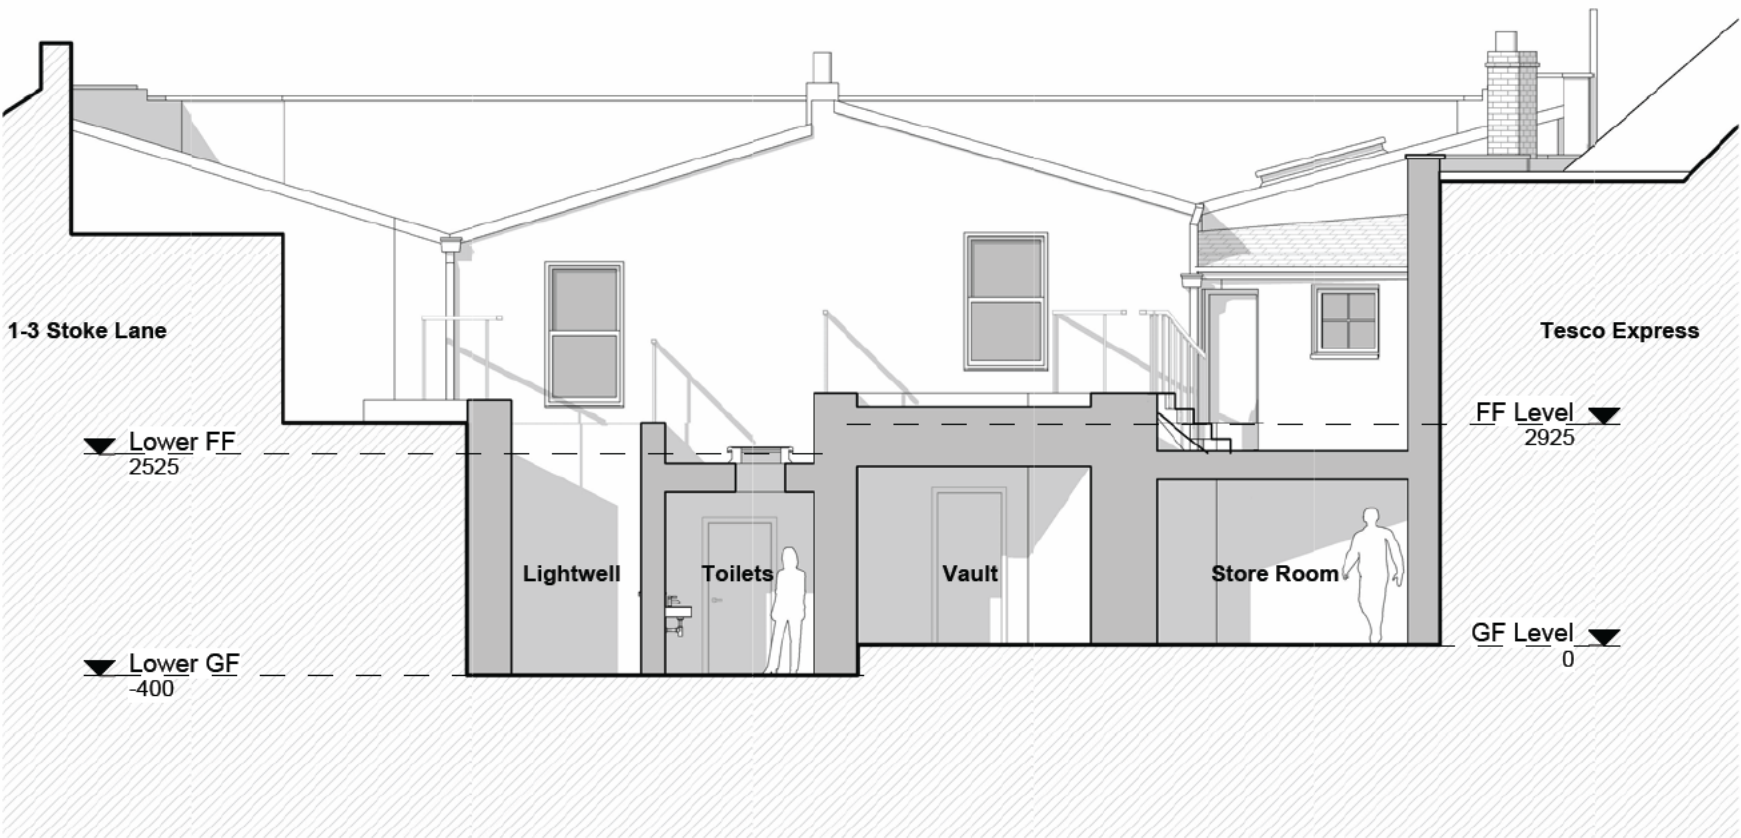 1-3 Stoke Lane
Tesco Express
Lower FF
2525
FF Level
2925
Lightwell
Toilets
Vault
Store Room
Lower GF
-400
GF Level
0